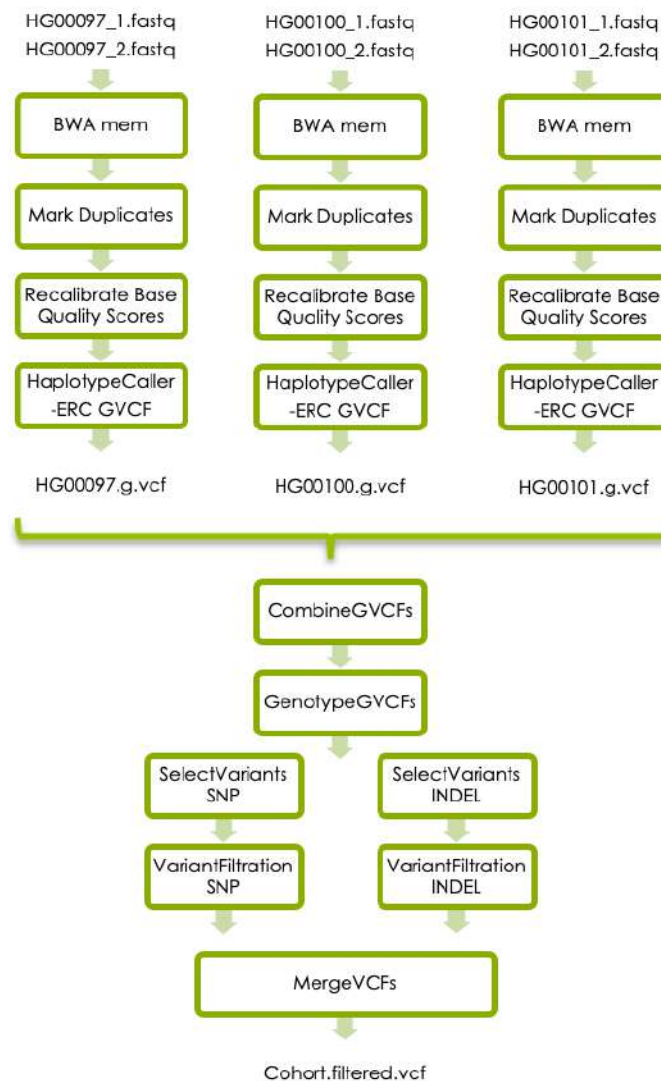 HG00097_1.fastq
HG00097_2.fastq
HG00100_1.fastq
HG00100_2.fastq
HG00101_1.fastq
HG00101_2.fastq
BWA mem
BWA mem
BWA mem
Mark Duplicates
Mark Duplicates
Mark Duplicates
Recalibrate Base
Quality Scores
Recalibrate Base
Quality Scores
Recalibrate Base
Quality Scores
HaplotypeCaller
-ERC GVCF
HaplotypeCaller
-ERC GVCF
HaplotypeCaller
-ERC GVCF
HG00097.g.vcf
HG00100.g.vcf
HG00101.g.vcf
CombineGVCFs
GenotypeGVCFs
SelectVariants
SNP
SelectVariants
INDEL
VariantFiltration
SNP
VariantFiltration
INDEL
MergeVCFs
Cohort.filtered.vcf